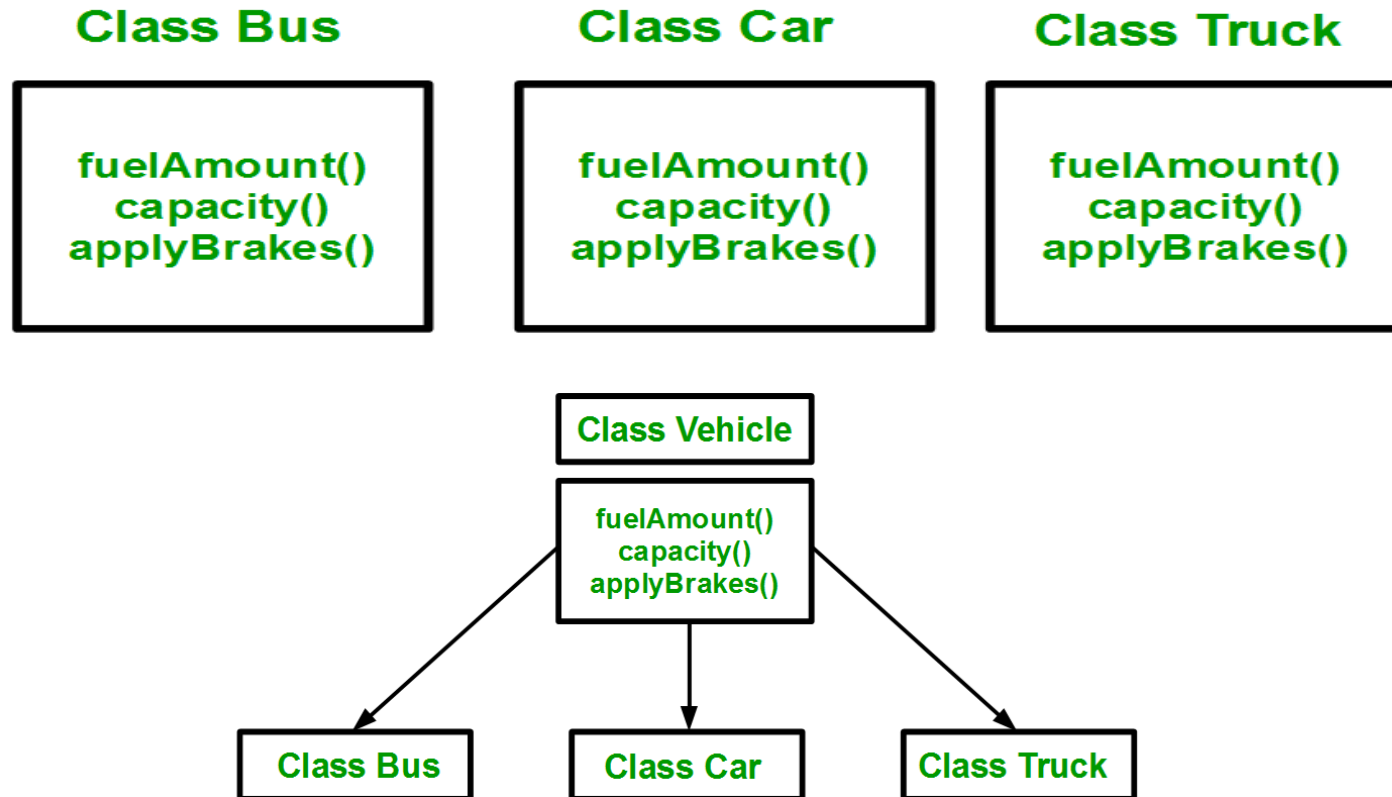 Class Bus
Class Car
Class Truck
fuelAmount()
capacity()
applyBrakes()
fuelAmount()
capacity()
applyBrakes()
fuelAmount()
capacity()
applyBrakes()
Class Vehicle
fuelAmount()
capacity()
applyBrakes()
Class Bus
Class Car
Class Truck